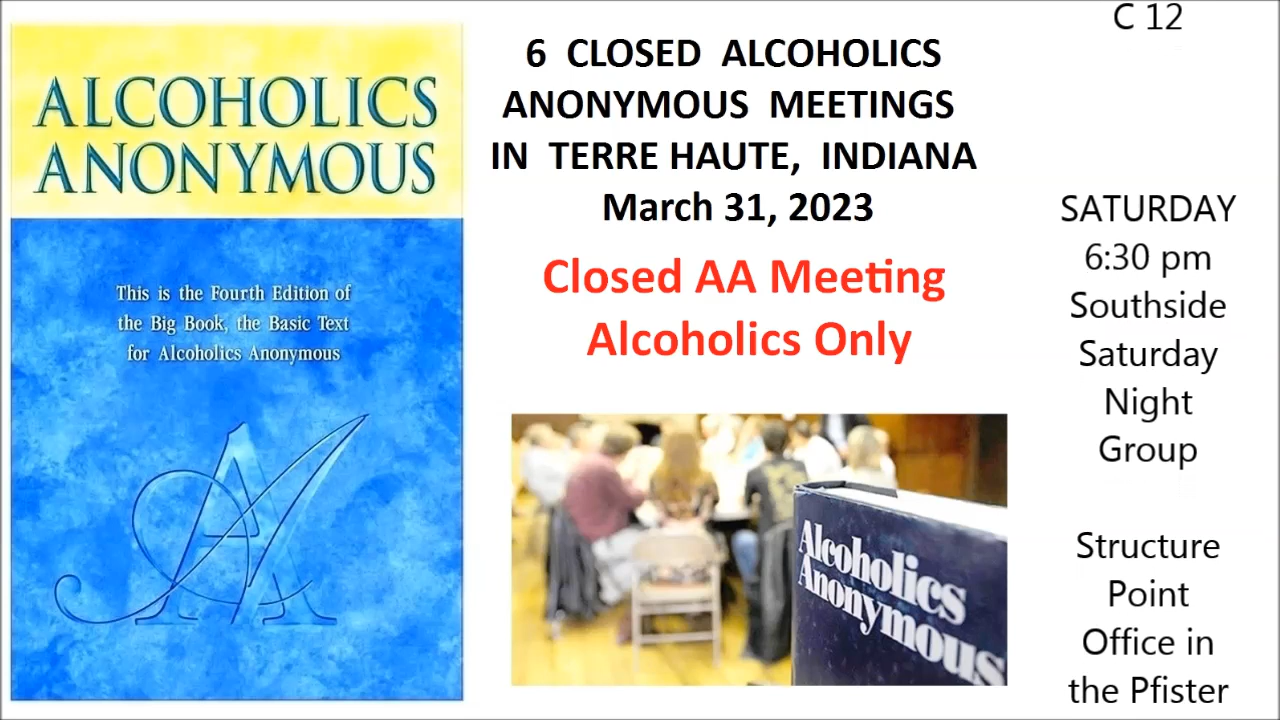 ALCOHOLICS
ANONYMOUS
This is the Fourth Edition of
the Big Book, the Basic Text
for Alcoholics Anonymous
AA
6 CLOSED ALCOHOLICS
ANONYMOUS MEETINGS
IN TERRE HAUTE, INDIANA
March 31, 2023
Closed AA Meeting
Alcoholics Only
Alcoholics
Anonymous
C 12
SATURDAY
6:30 pm
Southside
Saturday
Night
Group
Structure
Point
Office in
the Pfister